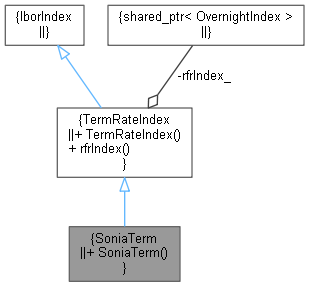 {IborIndex
||}
{shared_ptr< OvernightIndex >
||}
-rfrIndex_
{TermRateIndex
||+ TermRateIndex()
+ rfrIndex()
}
{SoniaTerm
||+ SoniaTerm()
}